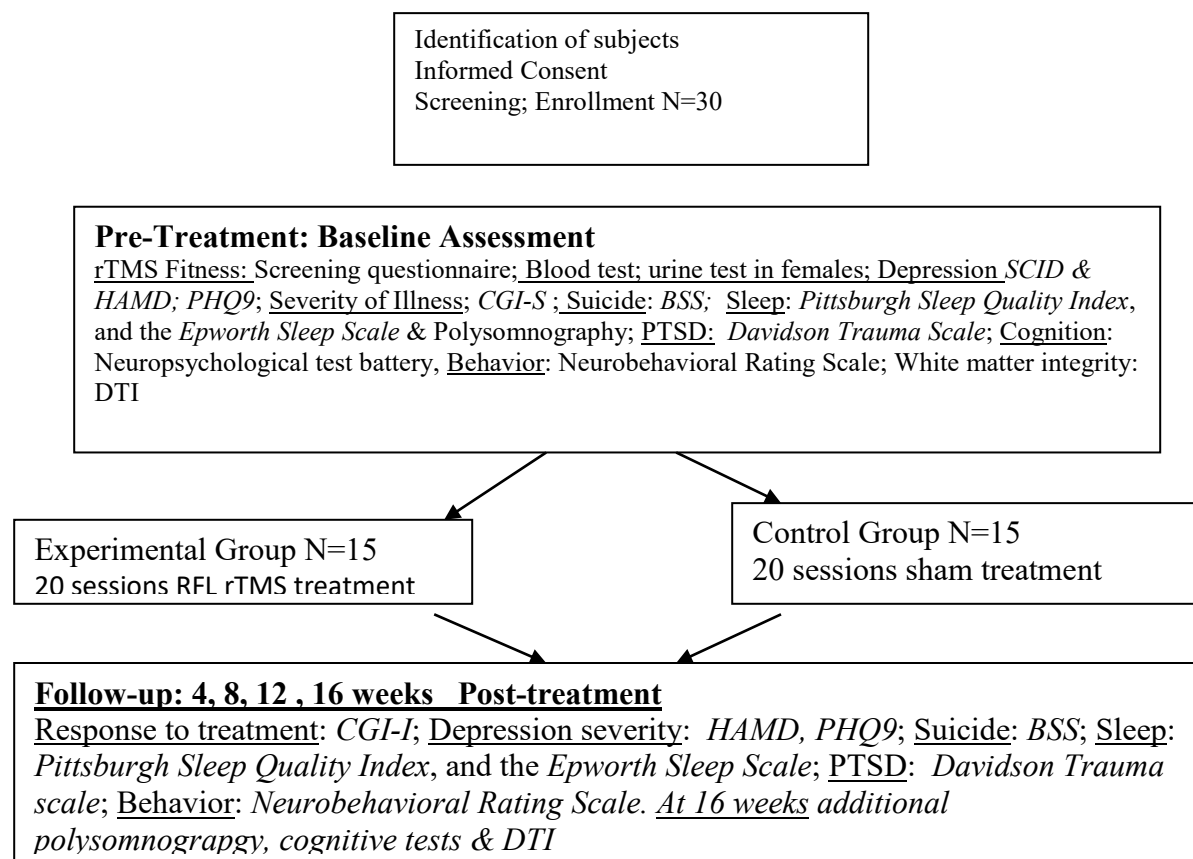 Identification of subjects
Informed Consent
Screening; Enrollment N=30
Pre-Treatment: Baseline Assessment
rTMS Fitness: Screening questionnaire; Blood test; urine test in females; Depression SCID &
HAMD; PHQ9; Severity of Illness; CGI-S ; Suicide: BSS; Sleep: Pittsburgh Sleep Quality Index,
and the Epworth Sleep Scale & Polysomnography; PTSD: Davidson Trauma Scale; Cognition:
Neuropsychological test battery, Behavior: Neurobehavioral Rating Scale; White matter integrity:
DTI
Experimental Group N=15
20 sessions RFL rTMS treatment
Control Group N=15
20 sessions sham treatment
Follow-up: 4, 8, 12 , 16 weeks Post-treatment
Response to treatment: CGI-I; Depression severity: HAMD, PHQ9; Suicide: BSS; Sleep:
Pittsburgh Sleep Quality Index, and the Epworth Sleep Scale; PTSD: Davidson Trauma
scale; Behavior: Neurobehavioral Rating Scale. At 16 weeks additional
polysomnograpgy, cognitive tests & DTI